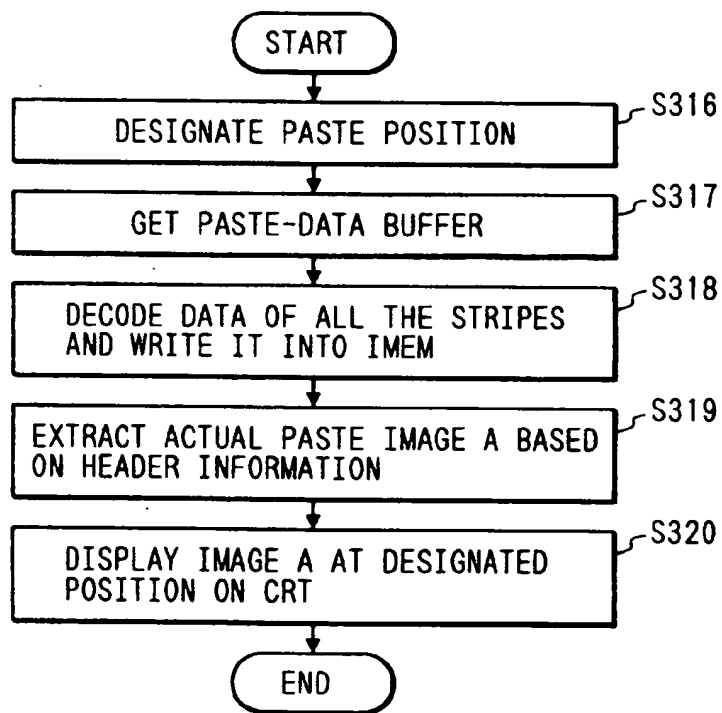 START
S316
DESIGNATE PASTE POSITION
S317
GET PASTE-DATA BUFFER
S318
DECODE DATA OF ALL THE STRIPES
AND WRITE IT INTO IMEM
S319
EXTRACT ACTUAL PASTE IMAGE A BASED
ON HEADER INFORMATION
S320
DISPLAY IMAGE A AT DESIGNATED
POSITION ON CRT
END